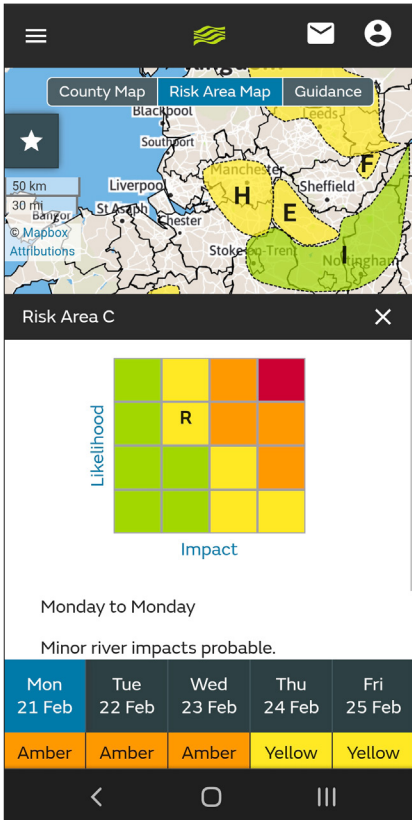 County Map
Risk Area Map
Guidance
Leeds
Blackpool
Southport
Manchester
F
50 km
30 mi
Liverpool
H
Sheffield
Bangor
St Asaph
E
Chester
© Mapbox
Attributions
Stoke-on-Trent
I
Nottingham
Risk Area C
Likelihood
R
Impact
Monday to Monday
Minor river impacts probable.
Mon
21 Feb
Tue
22 Feb
Wed
23 Feb
Thu
24 Feb
Fri
25 Feb
Amber
Amber
Amber
Yellow
Yellow